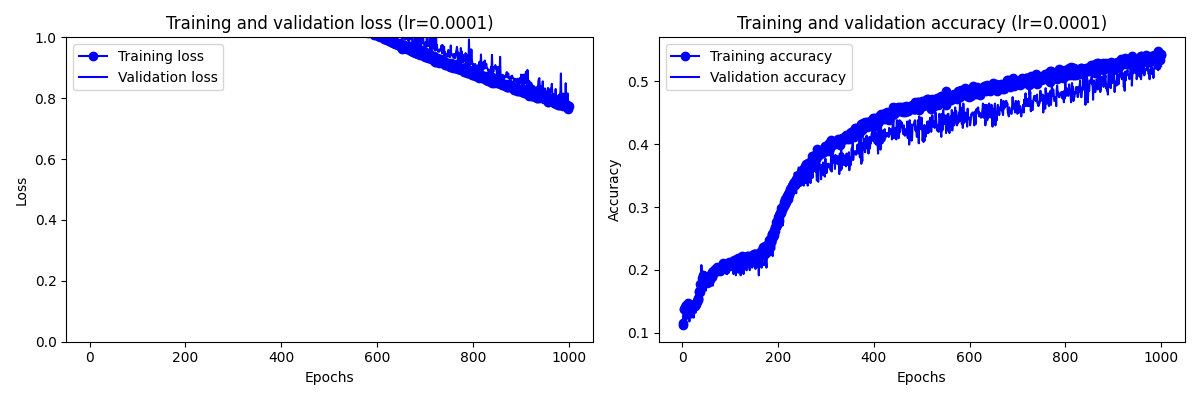 Training and validation loss (lr=0.0001)
Training loss
Validation loss
1.0
0.8
0.6
0.4
0.2
0.0
Loss
0
200
400
600
800
1000
Epochs
Training and validation accuracy (lr=0.0001)
Training accuracy
Validation accuracy
0.5
0.4
0.3
0.2
0.1
Accuracy
0
200
400
600
800
1000
Epochs